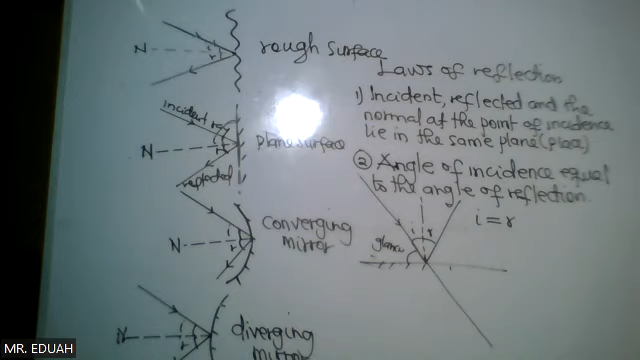 N
i
r
rough surface
Laws of reflection
1) Incident, reflected and the
normal at the point of incidence
lie in the same plane (place)
② Angle of incidence equal
to the angle of reflection.
i = r
incident ray
N
i
r
plane surface
reflected
N
i
r
converging
mirror
i
r
N
i
r
diverging
mirror
MR. EDUAH